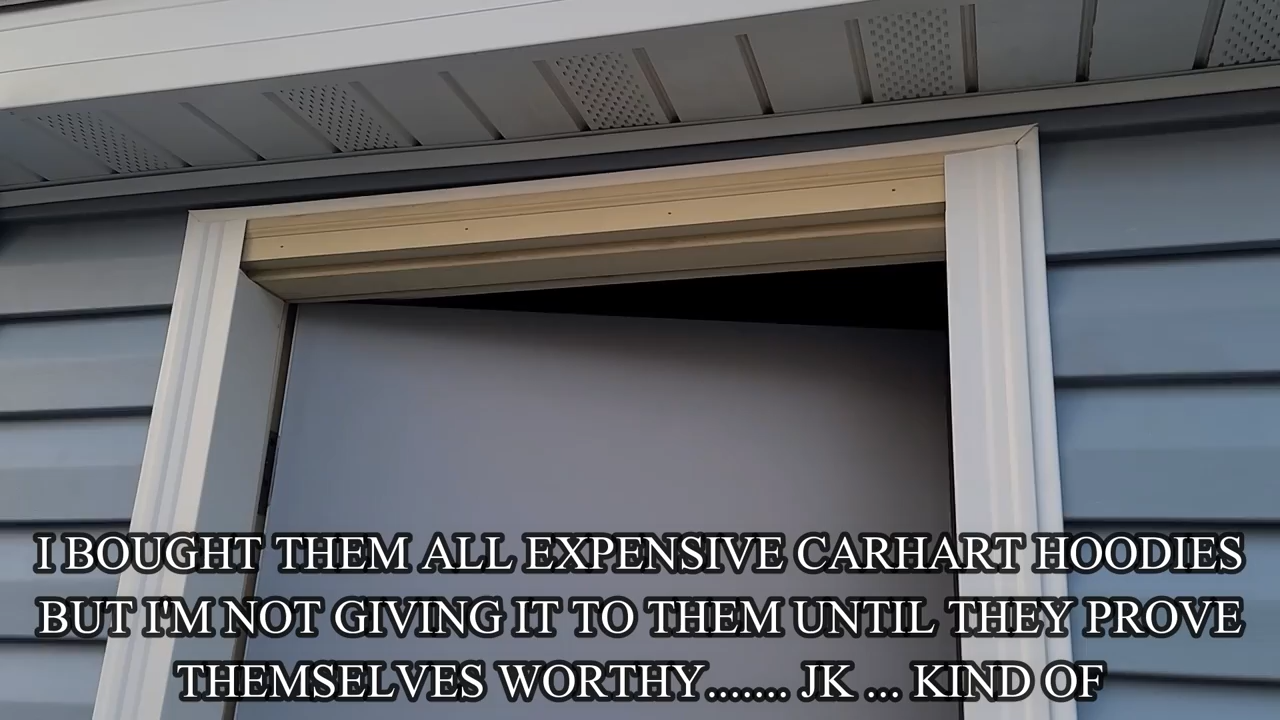 I BOUGHT THEM ALL EXPENSIVE CARHART HOODIES
BUT I'M NOT GIVING IT TO THEM UNTIL THEY PROVE
THEMSELVES WORTHY....... JK ... KIND OF